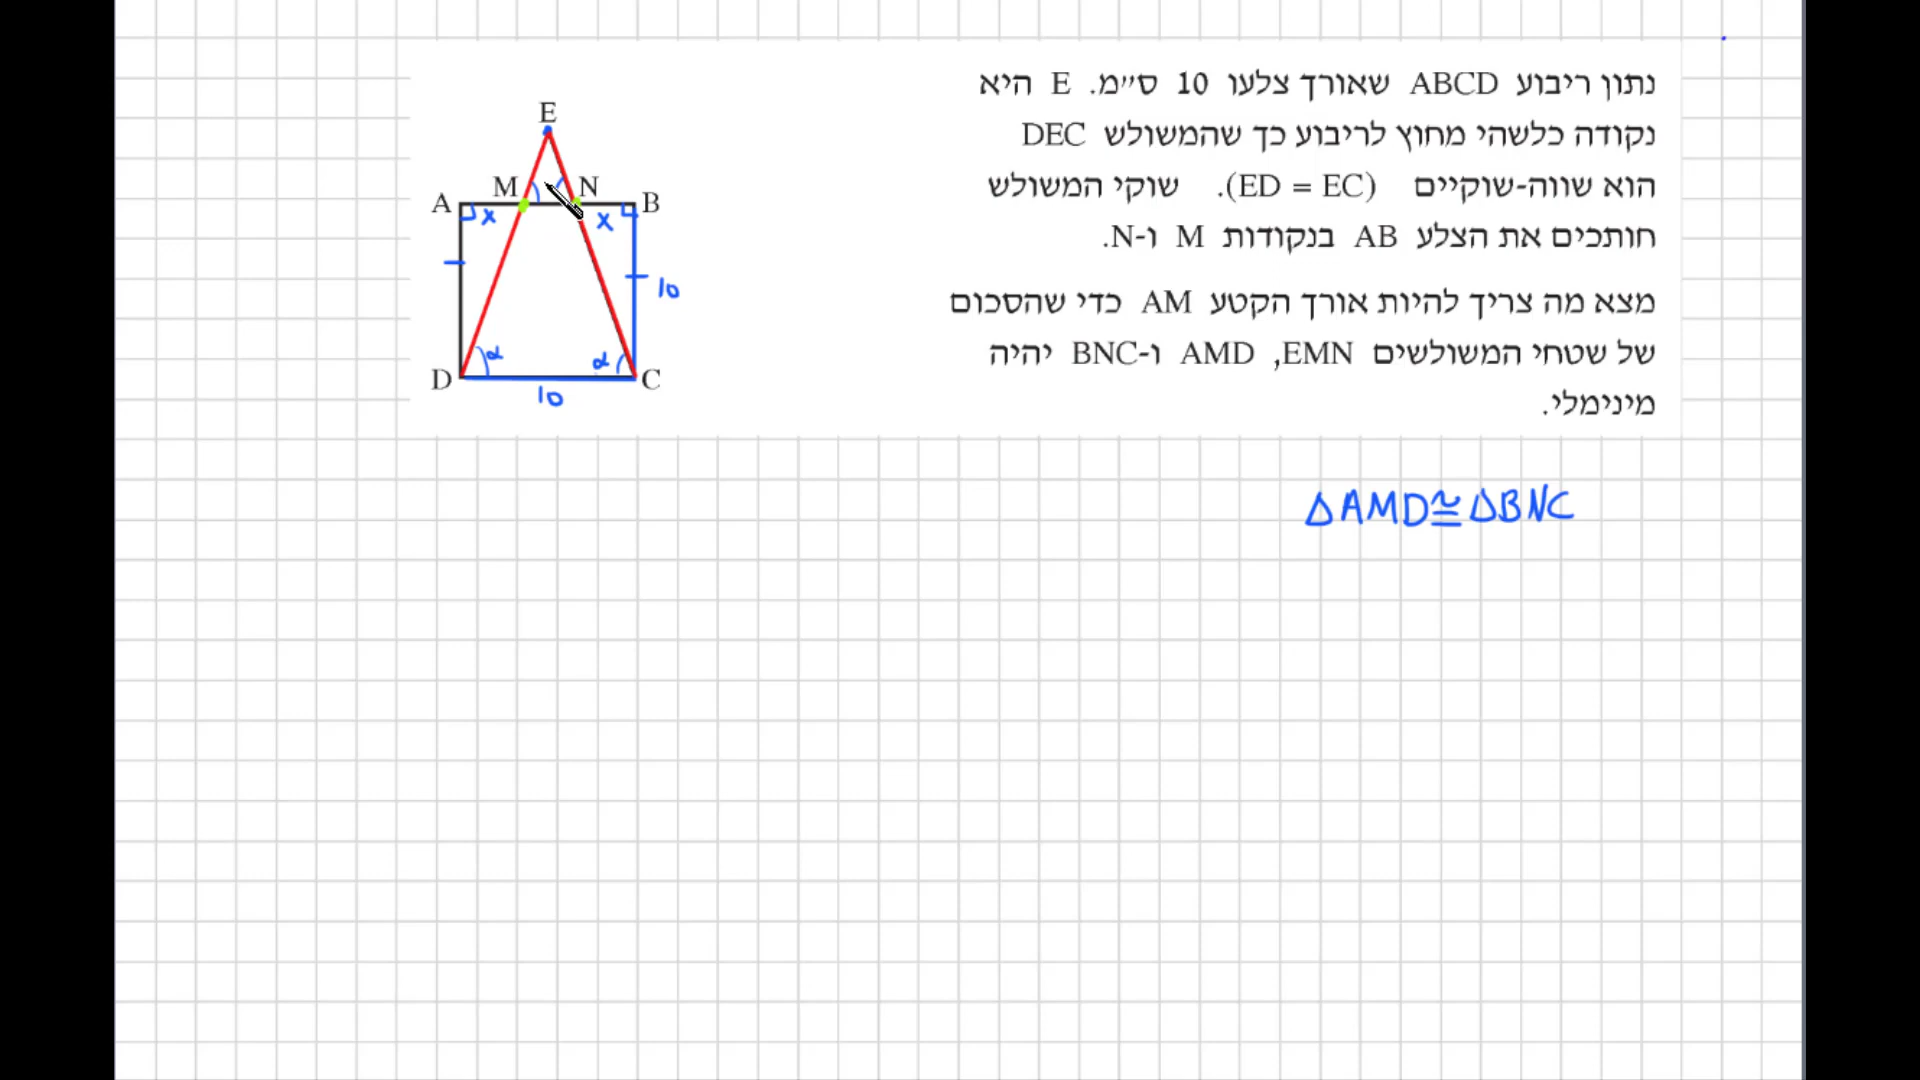 נתון ריבוע ABCD שאורך צלעו 10 ס״מ. E היא
נקודה כלשהי מחוץ לריבוע כך שהמשולש DEC
הוא שווה-שוקיים (ED = EC). שוקי המשולש
חותכים את הצלע AB בנקודות M ו-N.
מצא מה צריך להיות אורך הקטע AM כדי שהסכום
של שטחי המשולשים EMN, AMD ו-BNC יהיה
מינימלי.
E
M N
A B
x x
10
α α
D C
10
ΔAMD≅ΔBNC